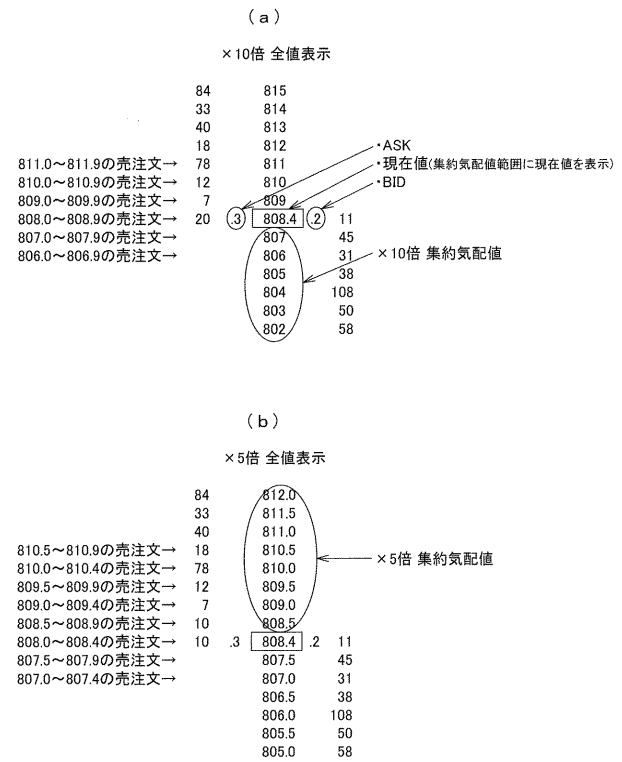 (a)
×10倍 全値表示
84 815
33 814
40 813
18 812
811.0～811.9の売注文→ 78 811
810.0～810.9の売注文→ 12 810
809.0～809.9の売注文→ 7 809
808.0～808.9の売注文→ 20 .3 808.4 .2 11
807.0～807.9の売注文→ 807 45
806.0～806.9の売注文→ 806 31
805 38
804 108
803 50
802 58
・ASK
・現在値(集約気配値範囲に現在値を表示)
・BID
×10倍 集約気配値
(b)
×5倍 全値表示
84 812.0
33 811.5
40 811.0
810.5～810.9の売注文→ 18 810.5
810.0～810.4の売注文→ 78 810.0
809.5～809.9の売注文→ 12 809.5
809.0～809.4の売注文→ 7 809.0
808.5～808.9の売注文→ 10 808.5
808.0～808.4の売注文→ 10 .3 808.4 .2 11
807.5～807.9の売注文→ 807.5 45
807.0～807.4の売注文→ 807.0 31
806.5 38
806.0 108
805.5 50
805.0 58
×5倍 集約気配値